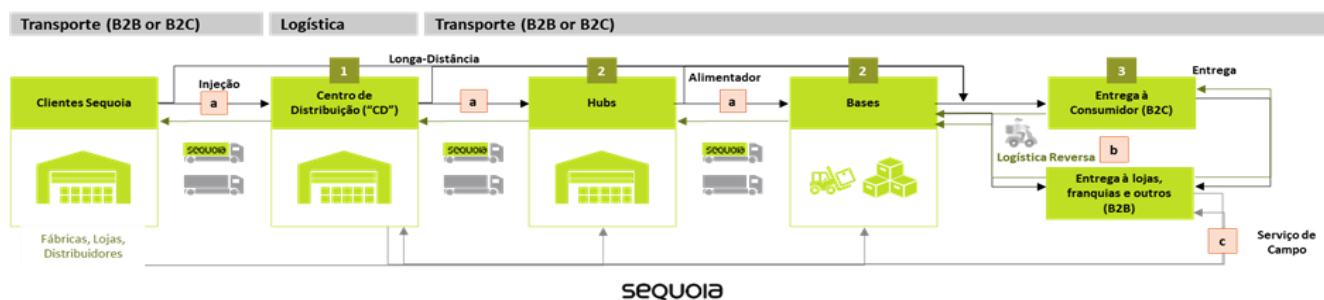 Transporte (B2B or B2C)
Logística
Transporte (B2B or B2C)
Longa-Distância
1
2
2
3
Injeção
Alimentador
Entrega
Clientes Sequoia
a
Centro de
Distribuição ("CD")
a
Hubs
a
Bases
Entrega à
Consumidor (B2C)
sequoia
sequoia
sequoia
Logística Reversa
b
Entrega à lojas,
franquias e outros
(B2B)
Fábricas, Lojas,
Distribuidores
c
Serviço de
Campo
sequoia